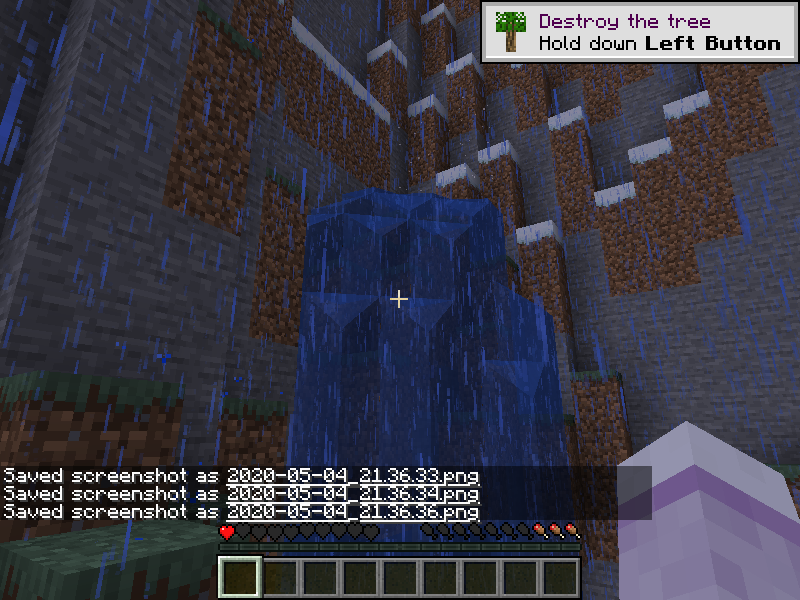 Destroy the tree
Hold down Left Button
Saved screenshot as 2020-05-04_21.36.33.png
Saved screenshot as 2020-05-04_21.36.34.png
Saved screenshot as 2020-05-04_21.36.36.png